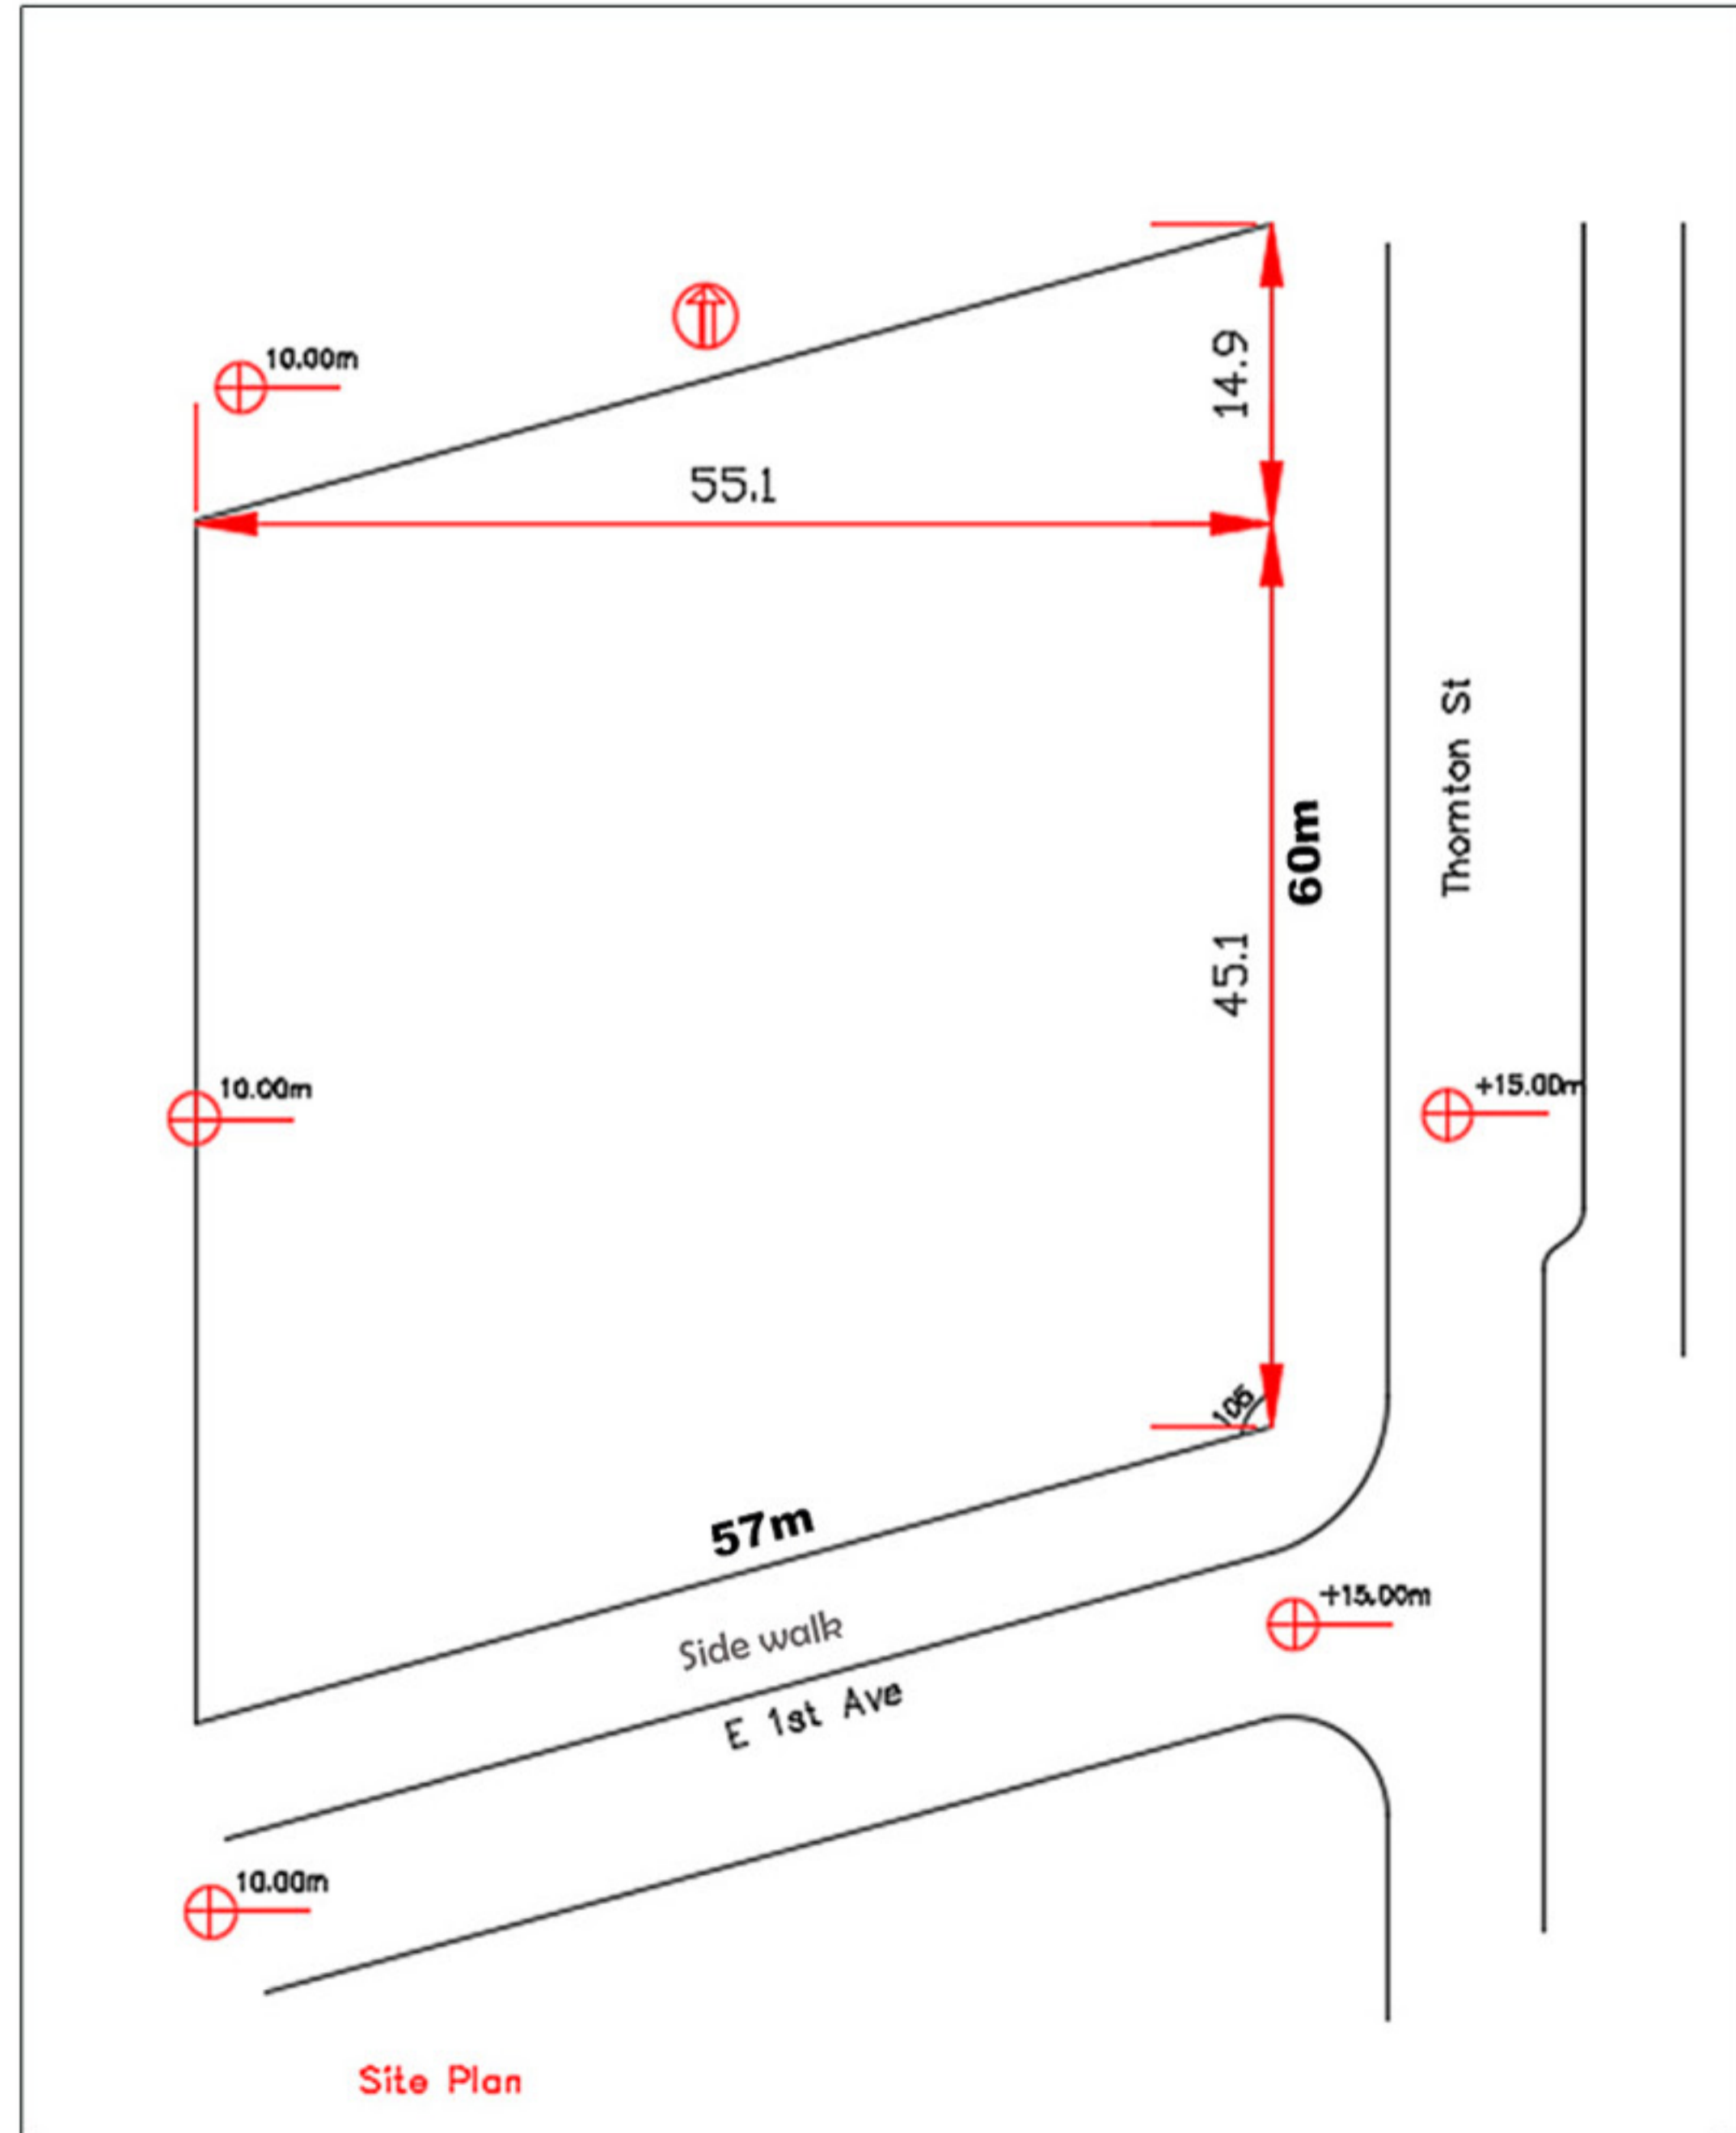 10.00m
14.9
55.1
60m
Thornton St
45.1
10.00m
+15.00m
105
57m
+15.00m
Side walk
E 1st Ave
10.00m
Site Plan